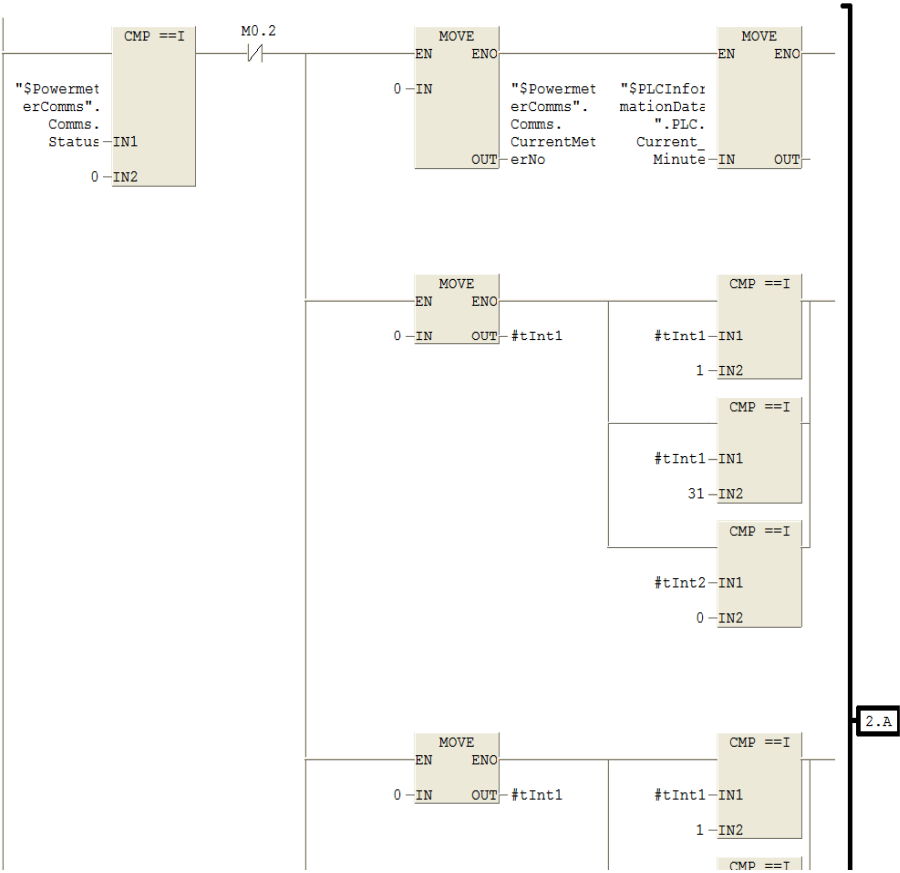 CMP ==I
M0.2
MOVE
MOVE
EN ENO
EN ENO
"$Powermet
erComms".
Comms.
Status
IN1
0
IN2
0
IN
"$Powermet
erComms".
Comms.
CurrentMet
OUT
erNo
"$PLCInfor
mationData
".PLC.
Current_
Minute
IN OUT
MOVE
EN ENO
0
IN OUT
#tInt1
CMP ==I
#tInt1
IN1
1
IN2
CMP ==I
#tInt1
IN1
31
IN2
CMP ==I
#tInt2
IN1
0
IN2
2.A
MOVE
EN ENO
0
IN OUT
#tInt1
CMP ==I
#tInt1
IN1
1
IN2
CMP ==I